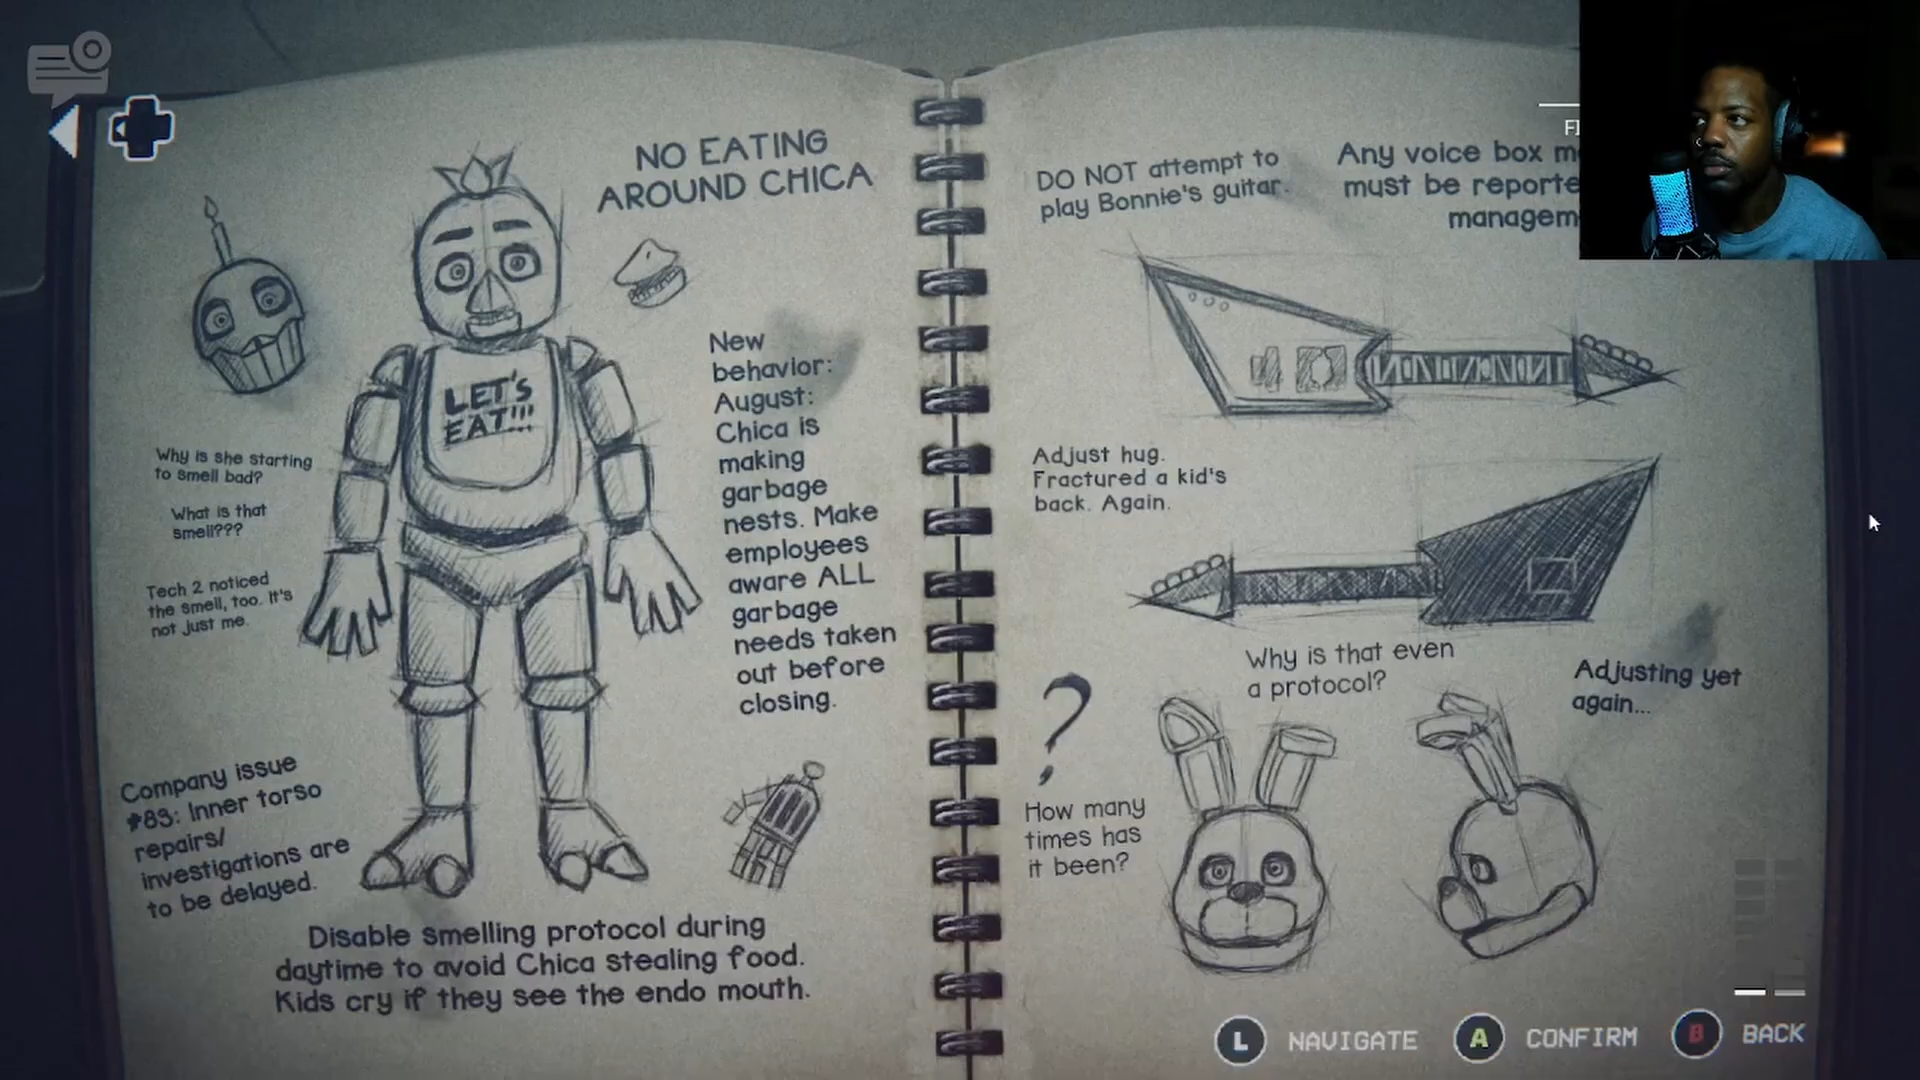 NO EATING
AROUND CHICA
LET'S
EAT!!!
New
behavior:
August:
Chica is
making
garbage
nests. Make
employees
aware ALL
garbage
needs taken
out before
closing.
Why is she starting
to smell bad?
What is that
smell???
Tech 2 noticed
the smell, too. It's
not just me.
Company issue
#83: Inner torso
repairs/
investigations are
to be delayed.
Disable smelling protocol during
daytime to avoid Chica stealing food.
Kids cry if they see the endo mouth.
DO NOT attempt to
play Bonnie's guitar.
Any voice box
must be
Adjust hug.
Fractured a kid's
back. Again.
Why is that even
a protocol?
Adjusting yet
again...
?
How many
times has
it been?
L NAVIGATE A CONFIRM B BACK